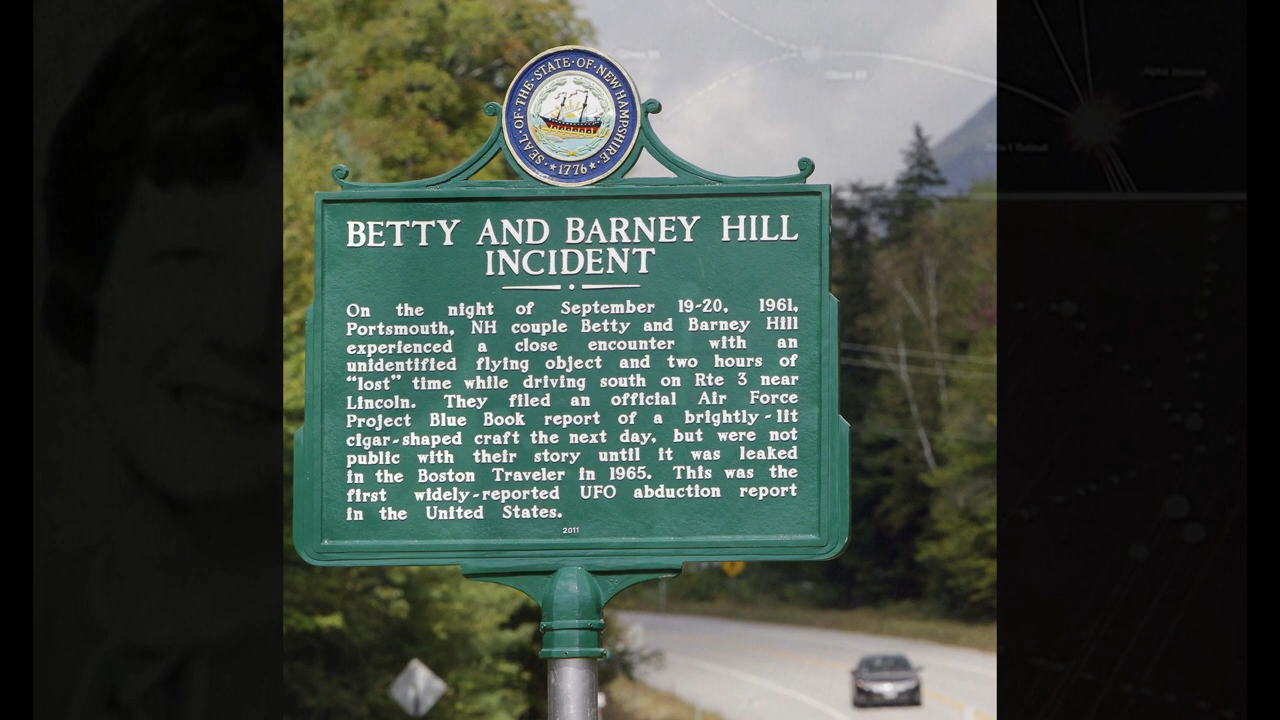 SEAL·OF·THE·STATE·OF·NEW HAMPSHIRE·
★1776★
BETTY AND BARNEY HILL
INCIDENT
On the night of September 19-20, 1961,
Portsmouth, NH couple Betty and Barney Hill
experienced a close encounter with an
unidentified flying object and two hours of
“lost” time while driving south on Rte 3 near
Lincoln. They filed an official Air Force
Project Blue Book report of a brightly-lit
cigar-shaped craft the next day, but were not
public with their story until it was leaked
in the Boston Traveler in 1965. This was the
first widely-reported UFO abduction report
in the United States.
2011